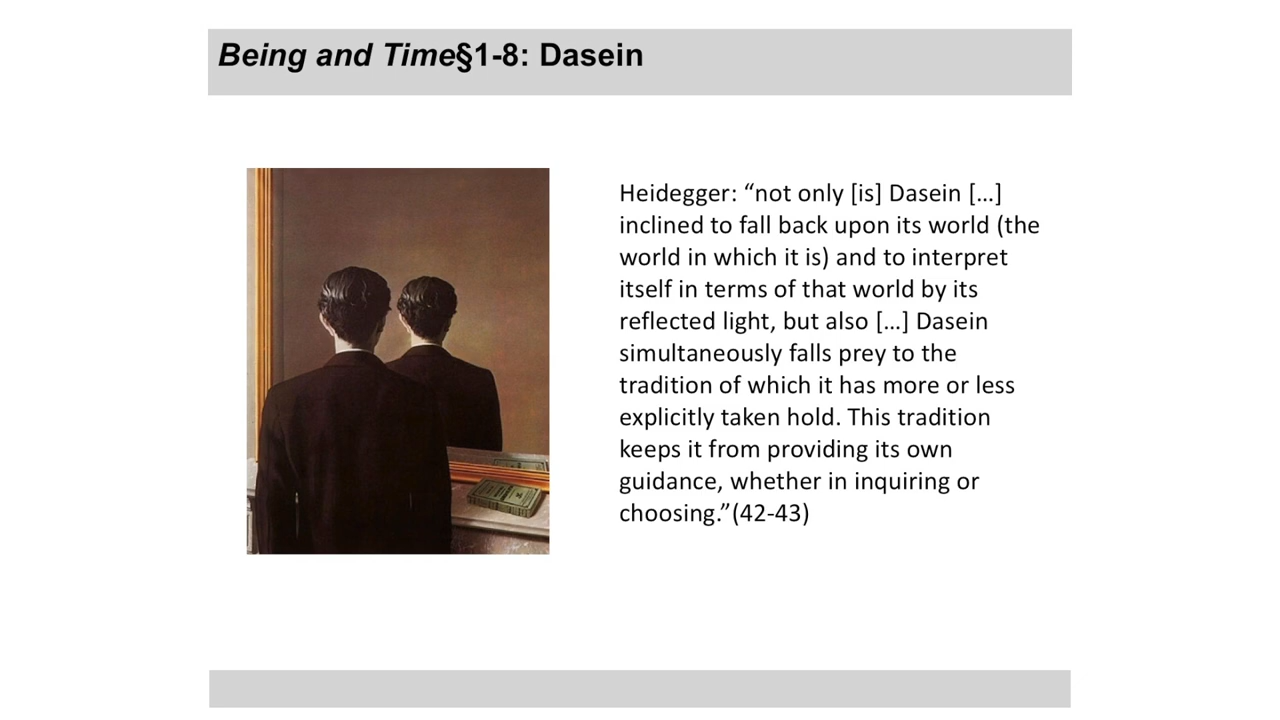 Being and Time§1-8: Dasein
Heidegger: “not only [is] Dasein […]
inclined to fall back upon its world (the
world in which it is) and to interpret
itself in terms of that world by its
reflected light, but also […] Dasein
simultaneously falls prey to the
tradition of which it has more or less
explicitly taken hold. This tradition
keeps it from providing its own
guidance, whether in inquiring or
choosing.”(42-43)